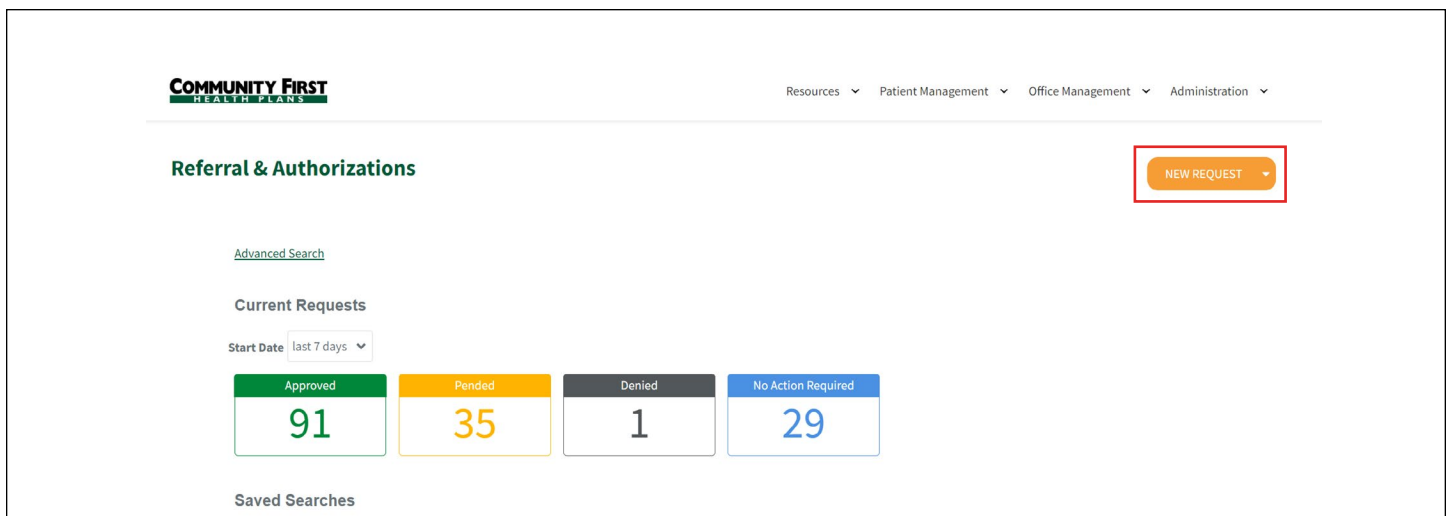 COMMUNITY FIRST
HEALTH PLANS
Resources Patient Management Office Management Administration
Referral & Authorizations
NEW REQUEST
Advanced Search
Current Requests
Start Date last 7 days
Approved Pended Denied No Action Required
91 35 1 29
Saved Searches